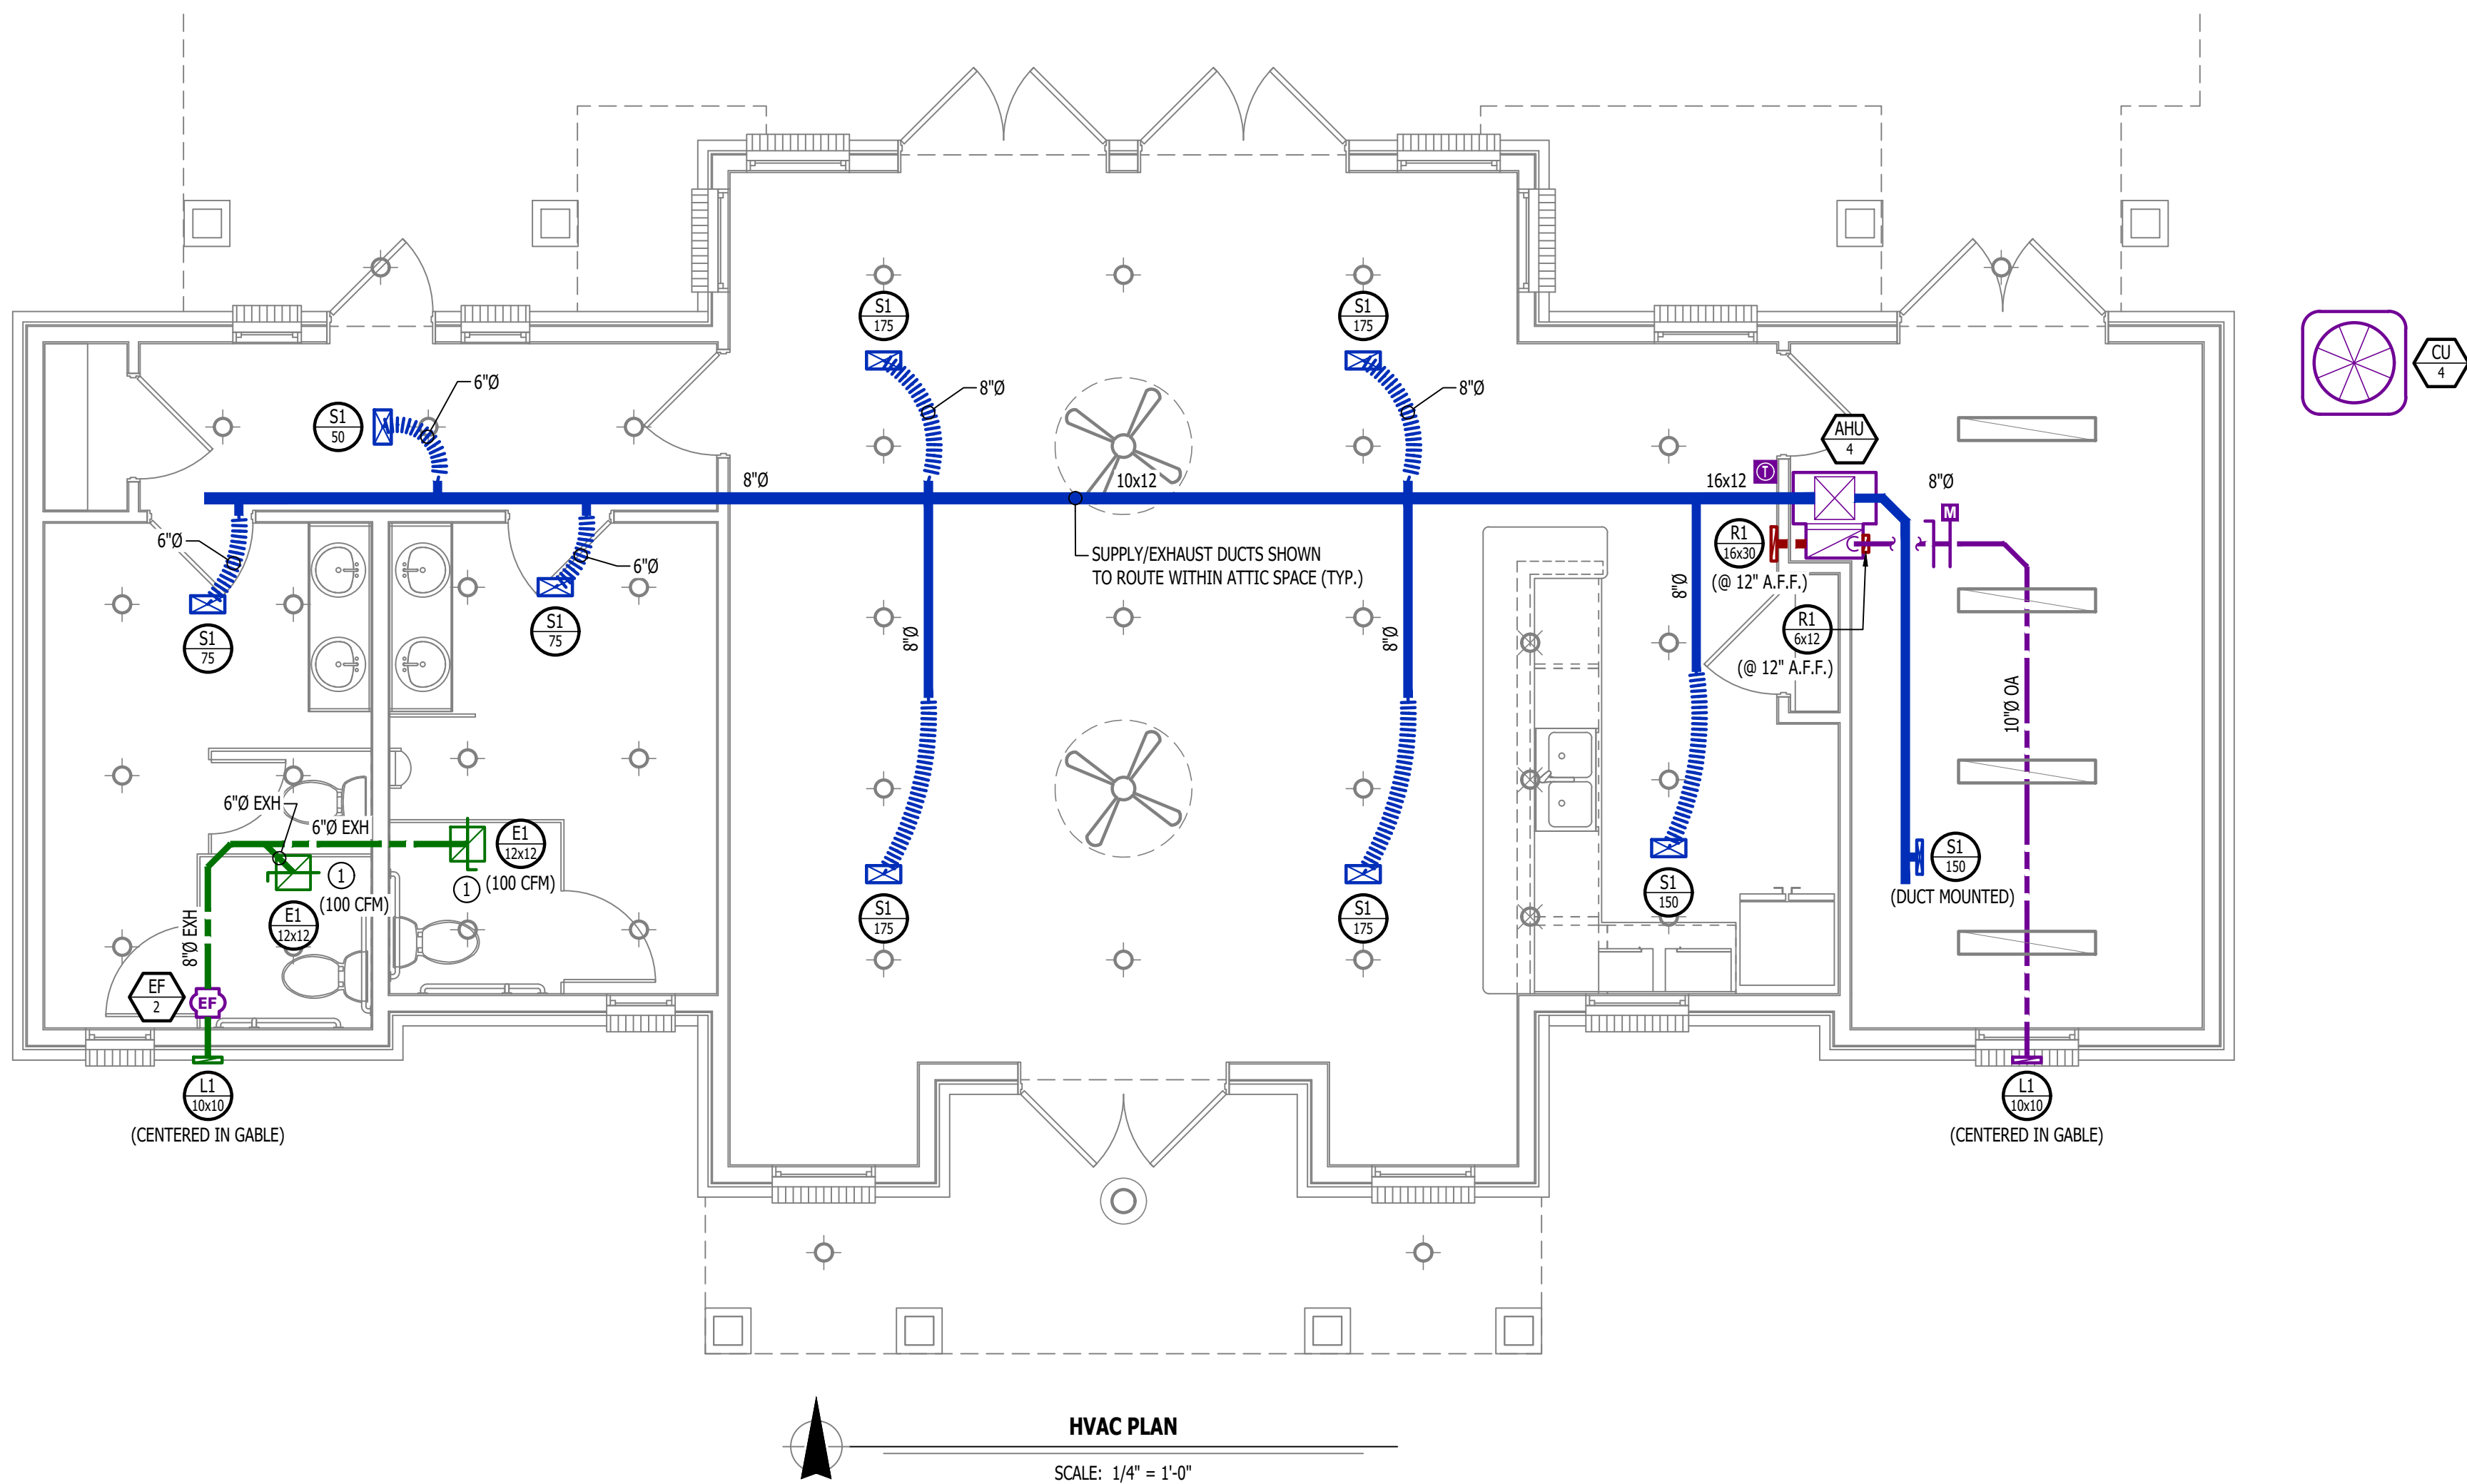 S1
175
S1
175
CU
4
6"Ø
8"Ø
8"Ø
S1
50
AHU
4
T
8"Ø
10x12
16x12
8"Ø
M
6"Ø
6"Ø
SUPPLY/EXHAUST DUCTS SHOWN
TO ROUTE WITHIN ATTIC SPACE (TYP.)
R1
16x30
(@ 12" A.F.F.)
8"Ø
R1
6x12
(@ 12" A.F.F.)
S1
75
S1
75
8"Ø
8"Ø
10"Ø OA
6"Ø EXH
6"Ø EXH
E1
12x12
(100 CFM)
1
1
(100 CFM)
E1
12x12
8"Ø EXH
S1
175
S1
175
S1
150
S1
150
(DUCT MOUNTED)
EF
2
EF
L1
10x10
(CENTERED IN GABLE)
L1
10x10
(CENTERED IN GABLE)
HVAC PLAN
SCALE: 1/4" = 1'-0"